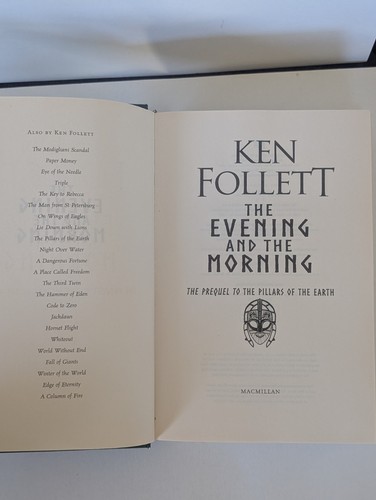 ALSO BY KEN FOLLETT
The Modigliani Scandal
Paper Money
Eye of the Needle
Triple
The Key to Rebecca
The Man from St Petersburg
On Wings of Eagles
Lie Down with Lions
The Pillars of the Earth
Night Over Water
A Dangerous Fortune
A Place Called Freedom
The Third Twin
The Hammer of Eden
Code to Zero
Jackdaws
Hornet Flight
Whiteout
World Without End
Fall of Giants
Winter of the World
Edge of Eternity
A Column of Fire
KEN
FOLLETT
THE
EVENING
AND THE
MORNING
THE PREQUEL TO THE PILLARS OF THE EARTH
MACMILLAN